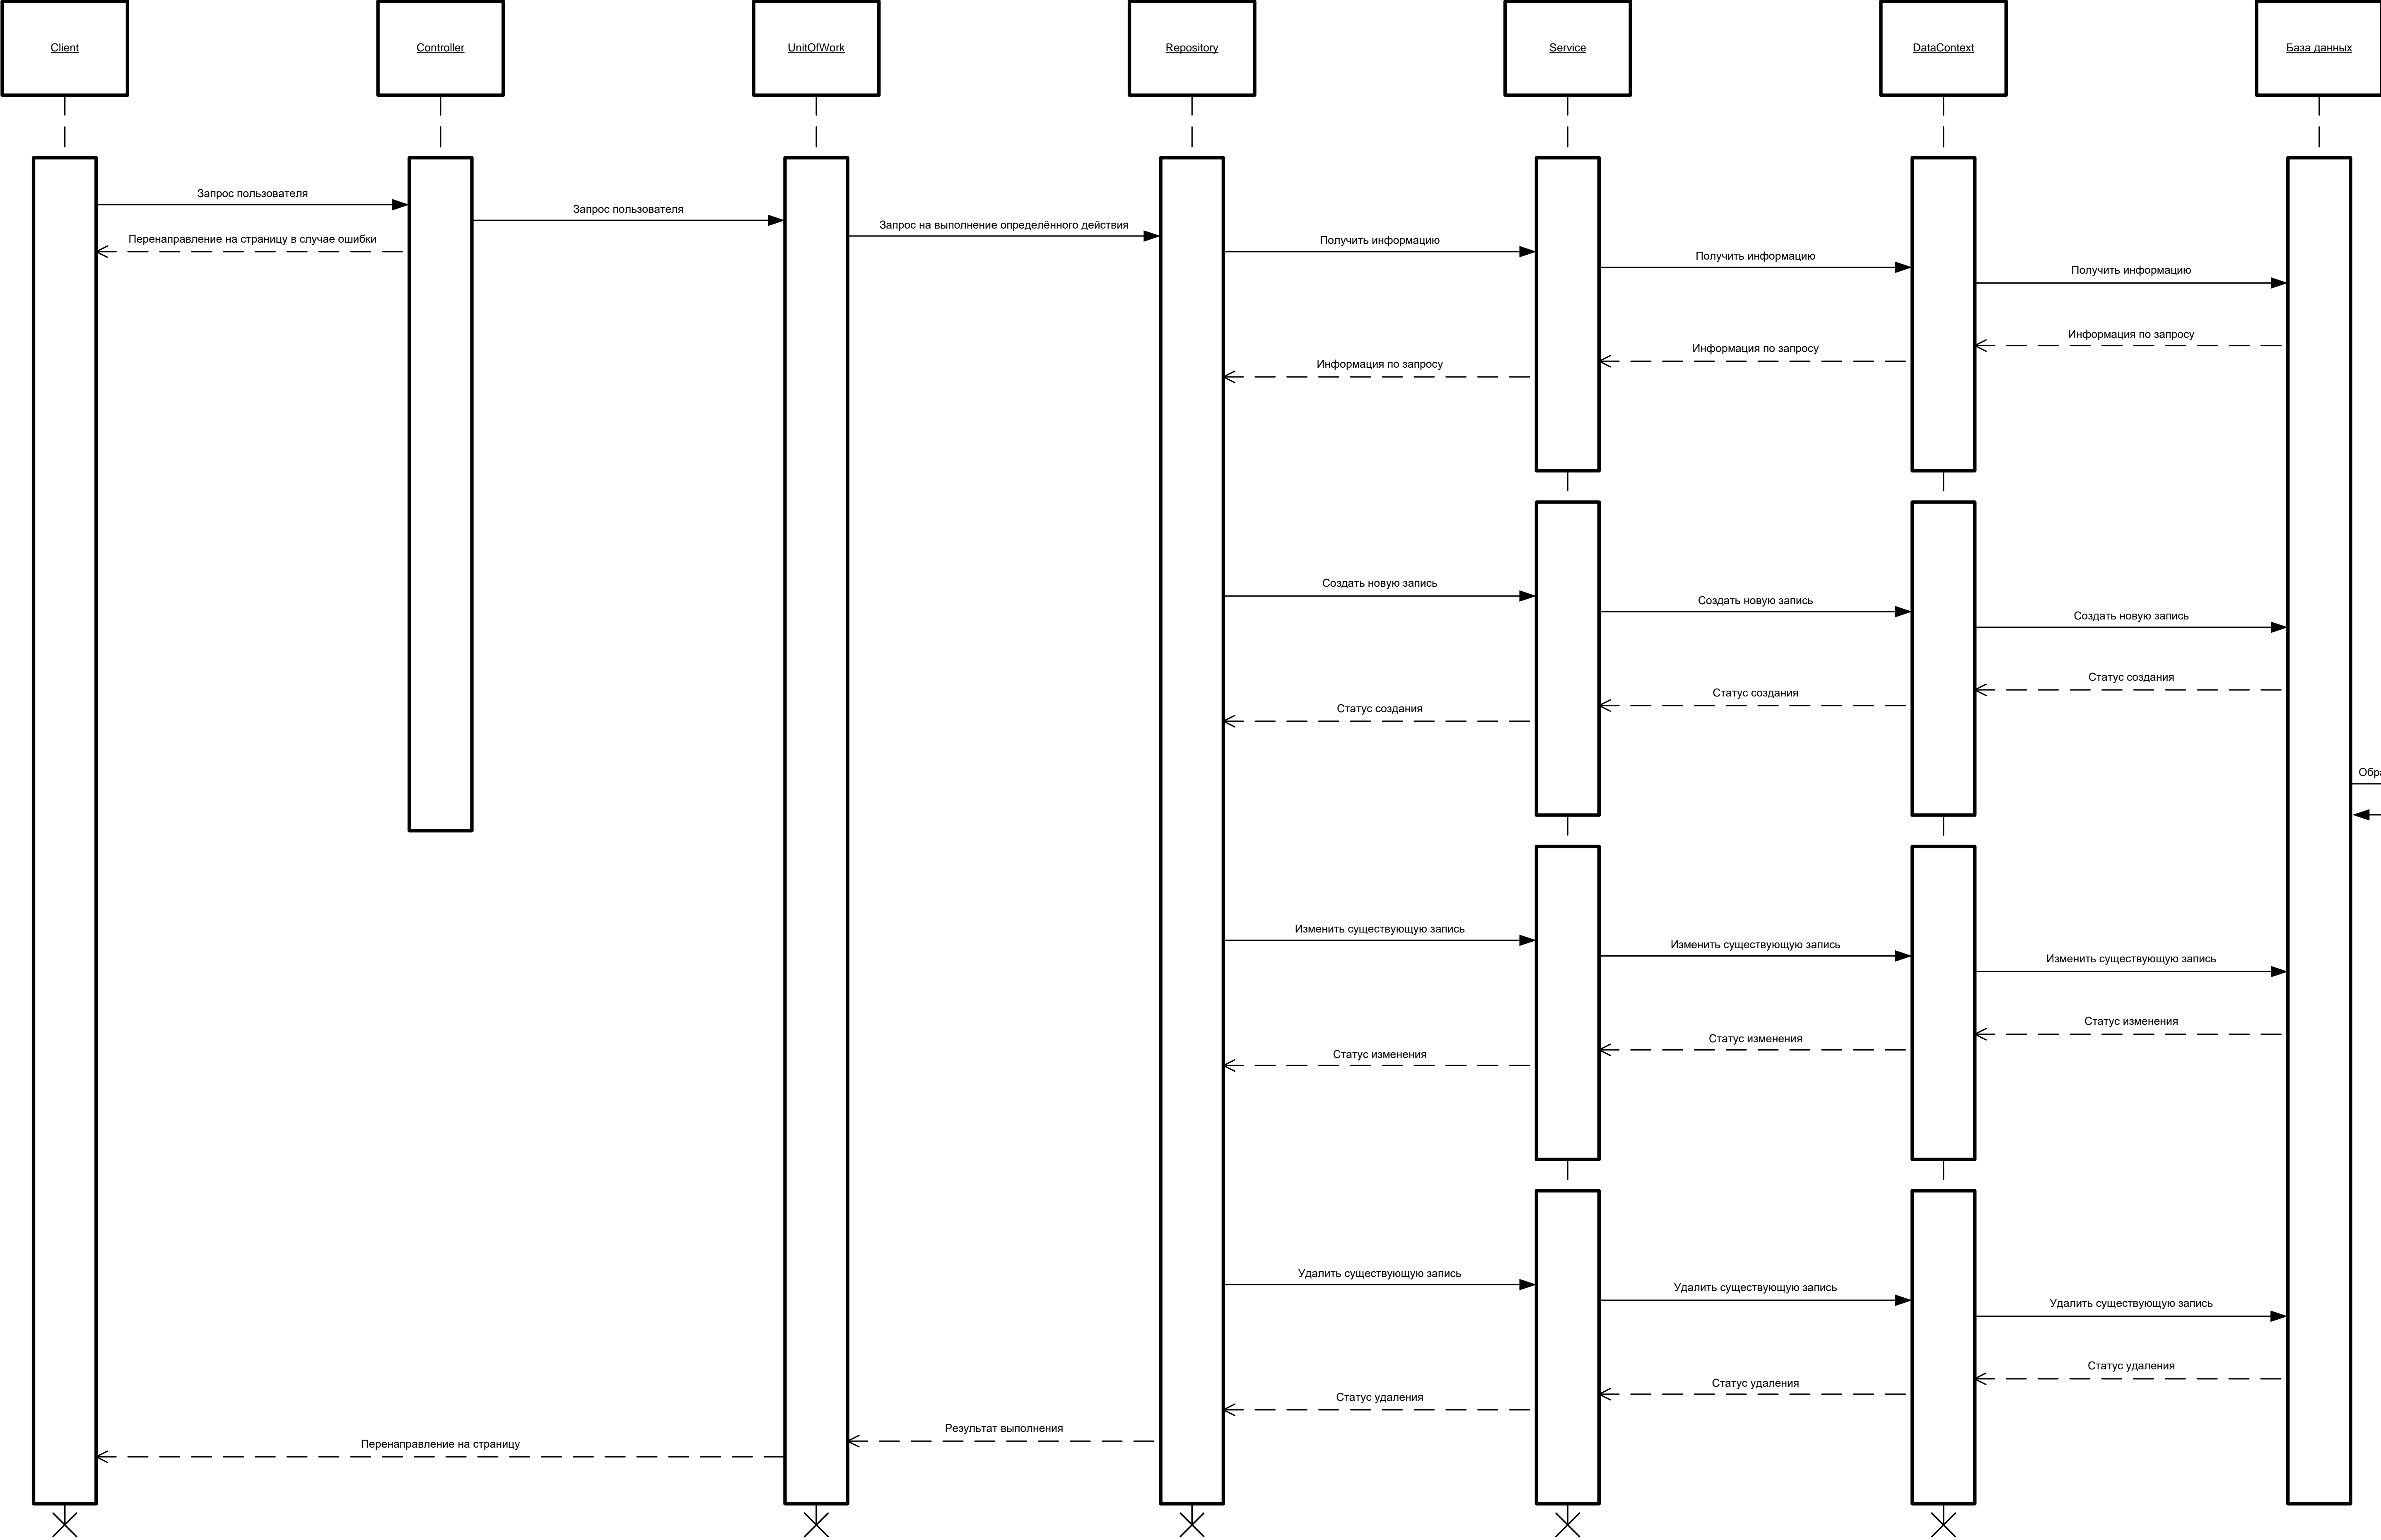 Client
Controller
UnitOfWork
Repository
Service
DataContext
База данных
Запрос пользователя
Запрос пользователя
Запрос на выполнение определённого действия
Перенаправление на страницу в случае ошибки
Получить информацию
Получить информацию
Получить информацию
Информация по запросу
Информация по запросу
Информация по запросу
Создать новую запись
Создать новую запись
Создать новую запись
Статус создания
Статус создания
Статус создания
Изменить существующую запись
Изменить существующую запись
Изменить существующую запись
Статус изменения
Статус изменения
Статус изменения
Удалить существующую запись
Удалить существующую запись
Удалить существующую запись
Статус удаления
Статус удаления
Статус удаления
Результат выполнения
Перенаправление на страницу